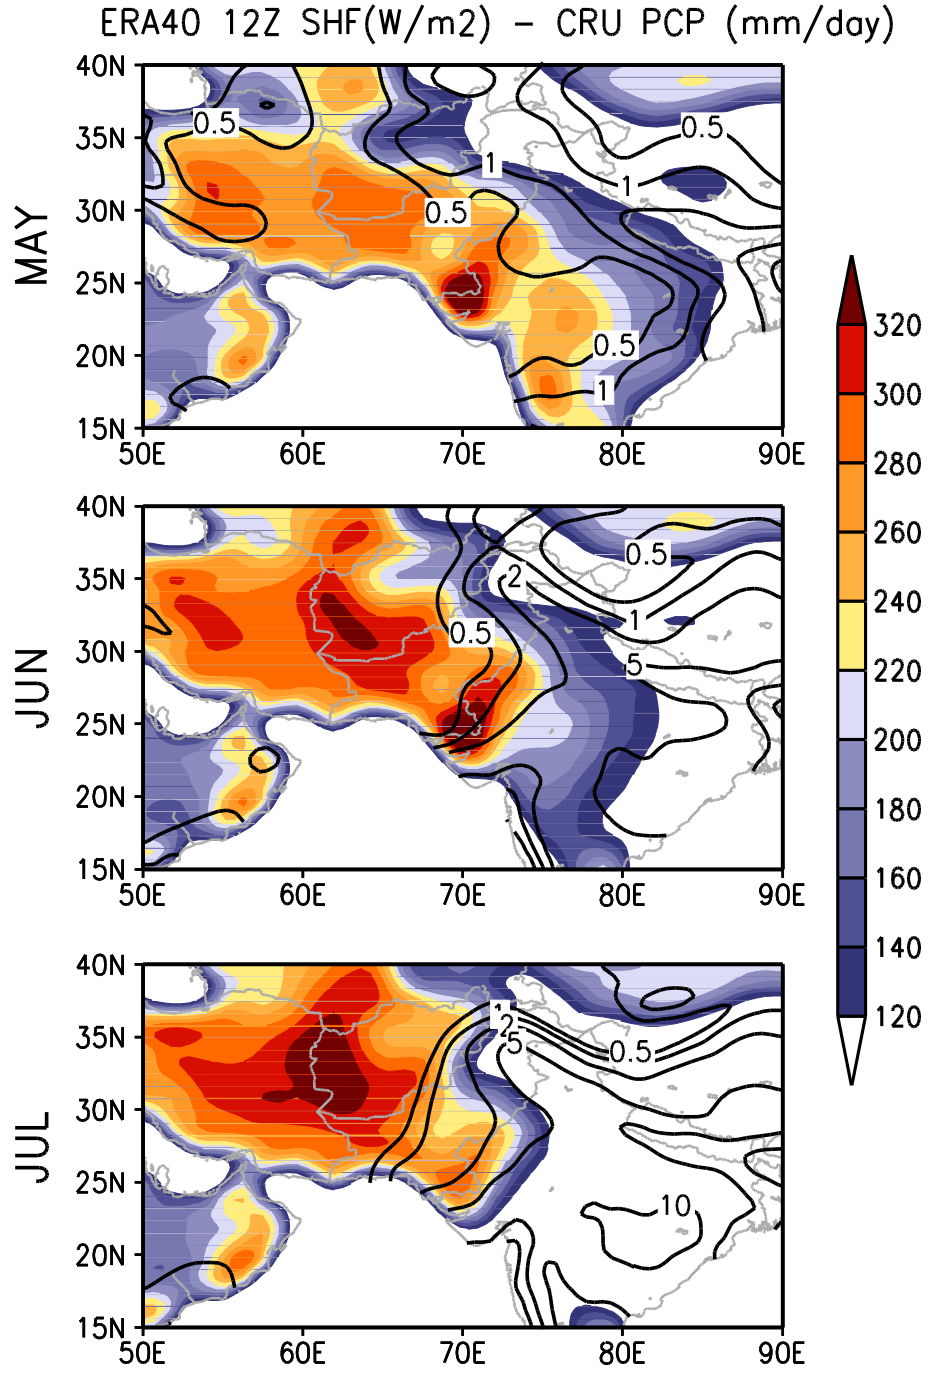 ERA40 12Z SHF(W/m2) - CRU PCP (mm/day)
40N
35N
30N
25N
20N
15N
50E 60E 70E 80E 90E
MAY
0.5
0.5
1
1
0.5
0.5
1
40N
35N
30N
25N
20N
15N
50E 60E 70E 80E 90E
JUN
0.5
2
1
0.5
5
40N
35N
30N
25N
20N
15N
50E 60E 70E 80E 90E
JUL
1
2
5
0.5
10
320
300
280
260
240
220
200
180
160
140
120